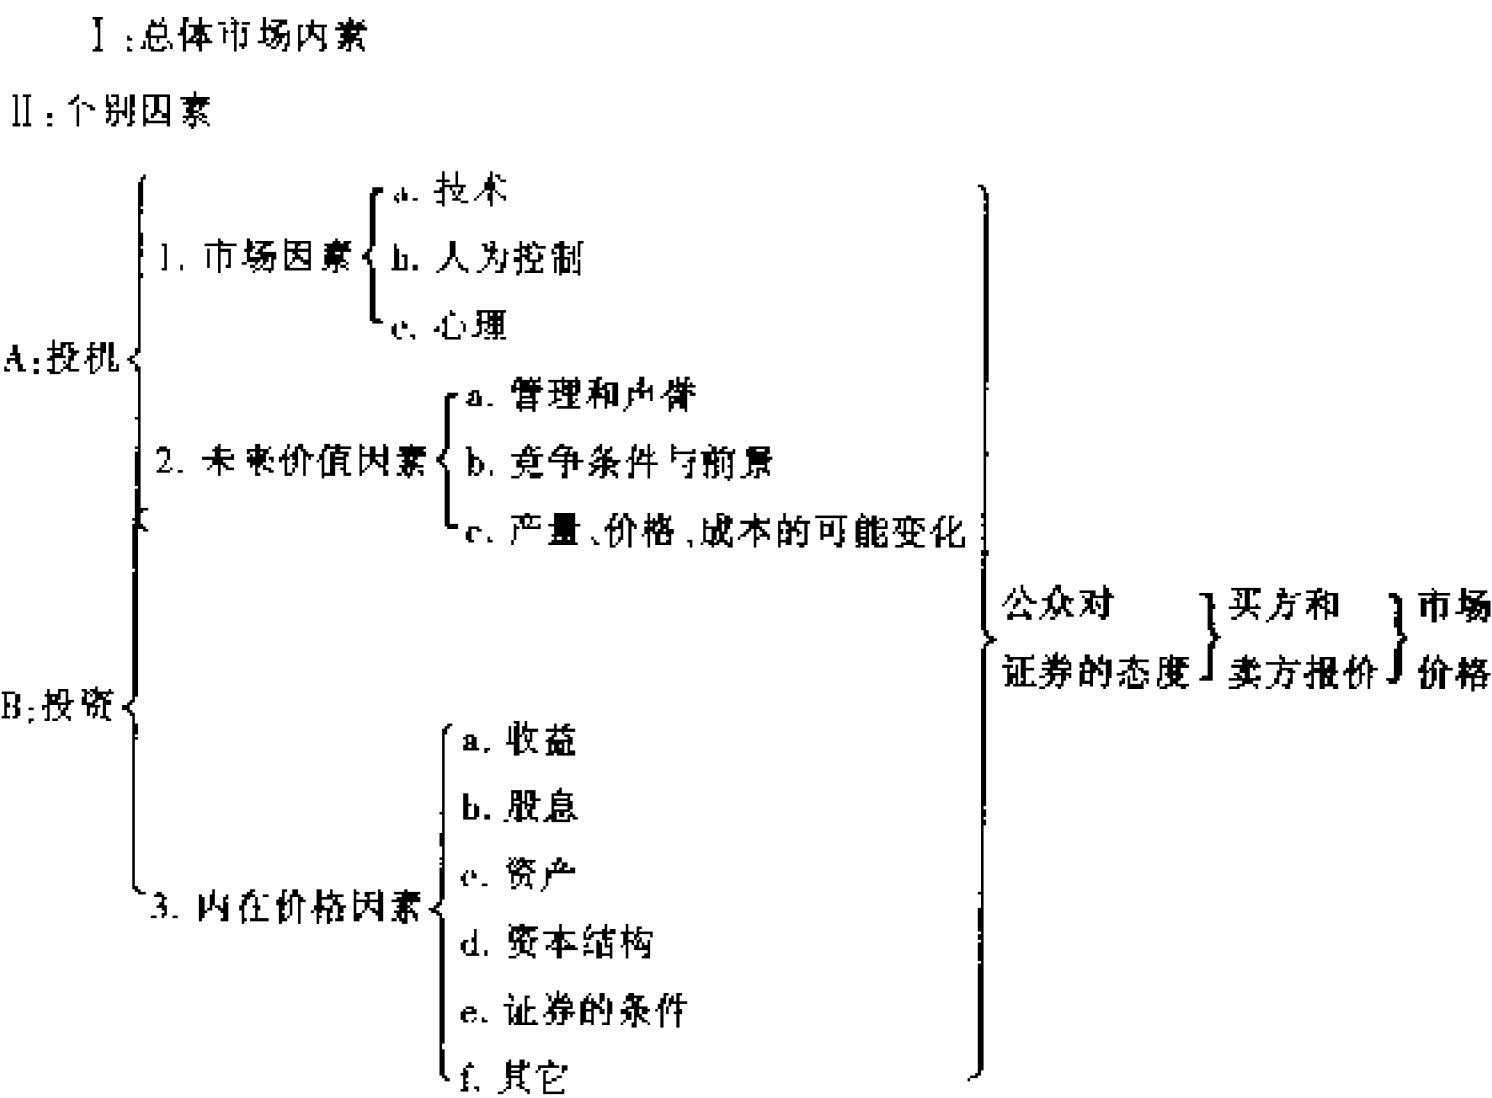 Ⅰ:总体市场内素
Ⅱ:个别因素
A:投机
1. 市场因素
a. 技术
b. 人为控制
c. 心理
2. 未来价值因素
a. 管理和声誉
b. 竞争条件与前景
c. 产量、价格,成本的可能变化
B:投资
3. 内在价格因素
a. 收益
b. 股息
c. 资产
d. 资本结构
e. 证券的条件
f. 其它
公众对
证券的态度
买方和
卖方报价
市场
价格